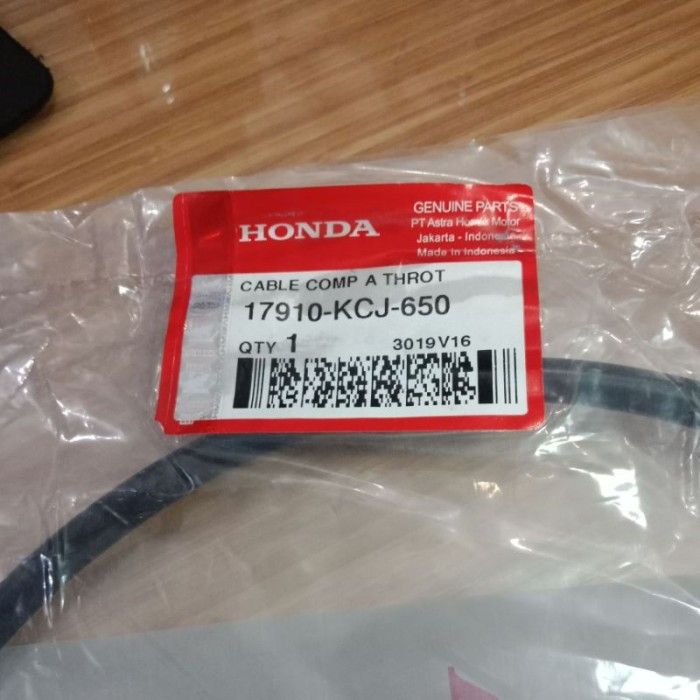 HONDA
GENUINE PARTS
PT Astra Honda Motor
Jakarta - Indonesia
Made in Indonesia
CABLE COMP A THROT
17910-KCJ-650
QTY 1
3019V16